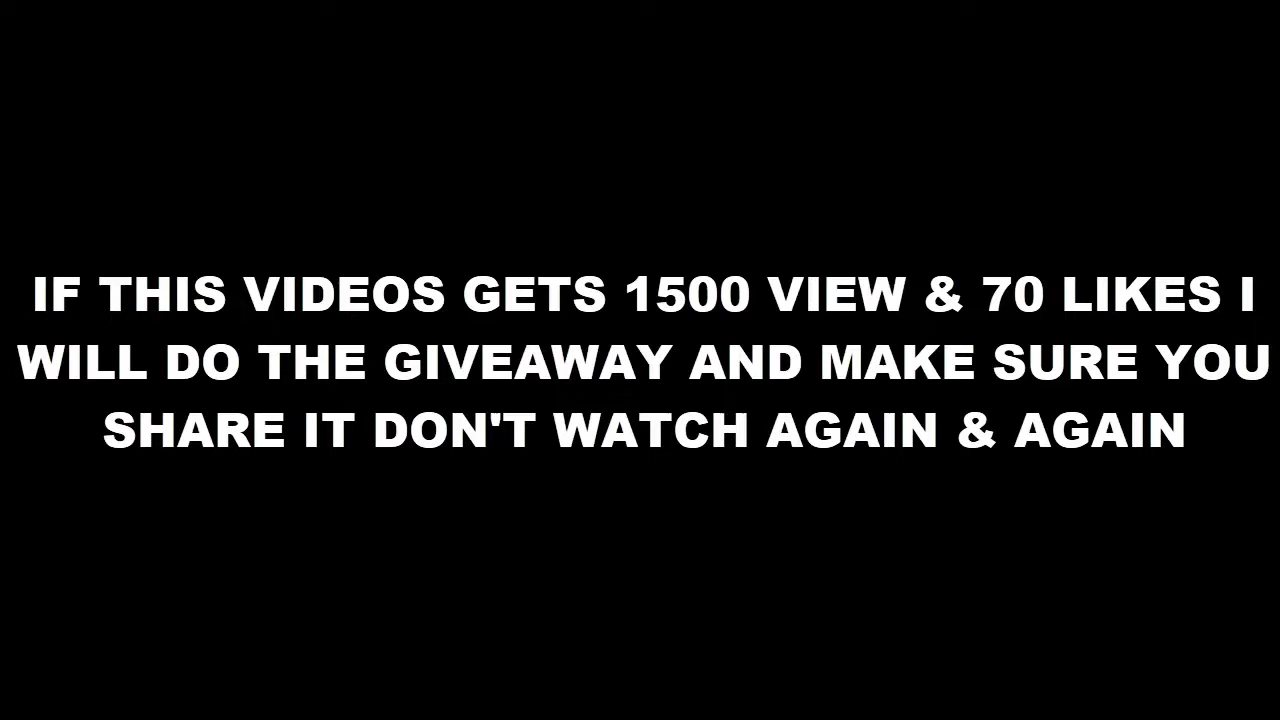 IF THIS VIDEOS GETS 1500 VIEW & 70 LIKES I
WILL DO THE GIVEAWAY AND MAKE SURE YOU
SHARE IT DON'T WATCH AGAIN & AGAIN